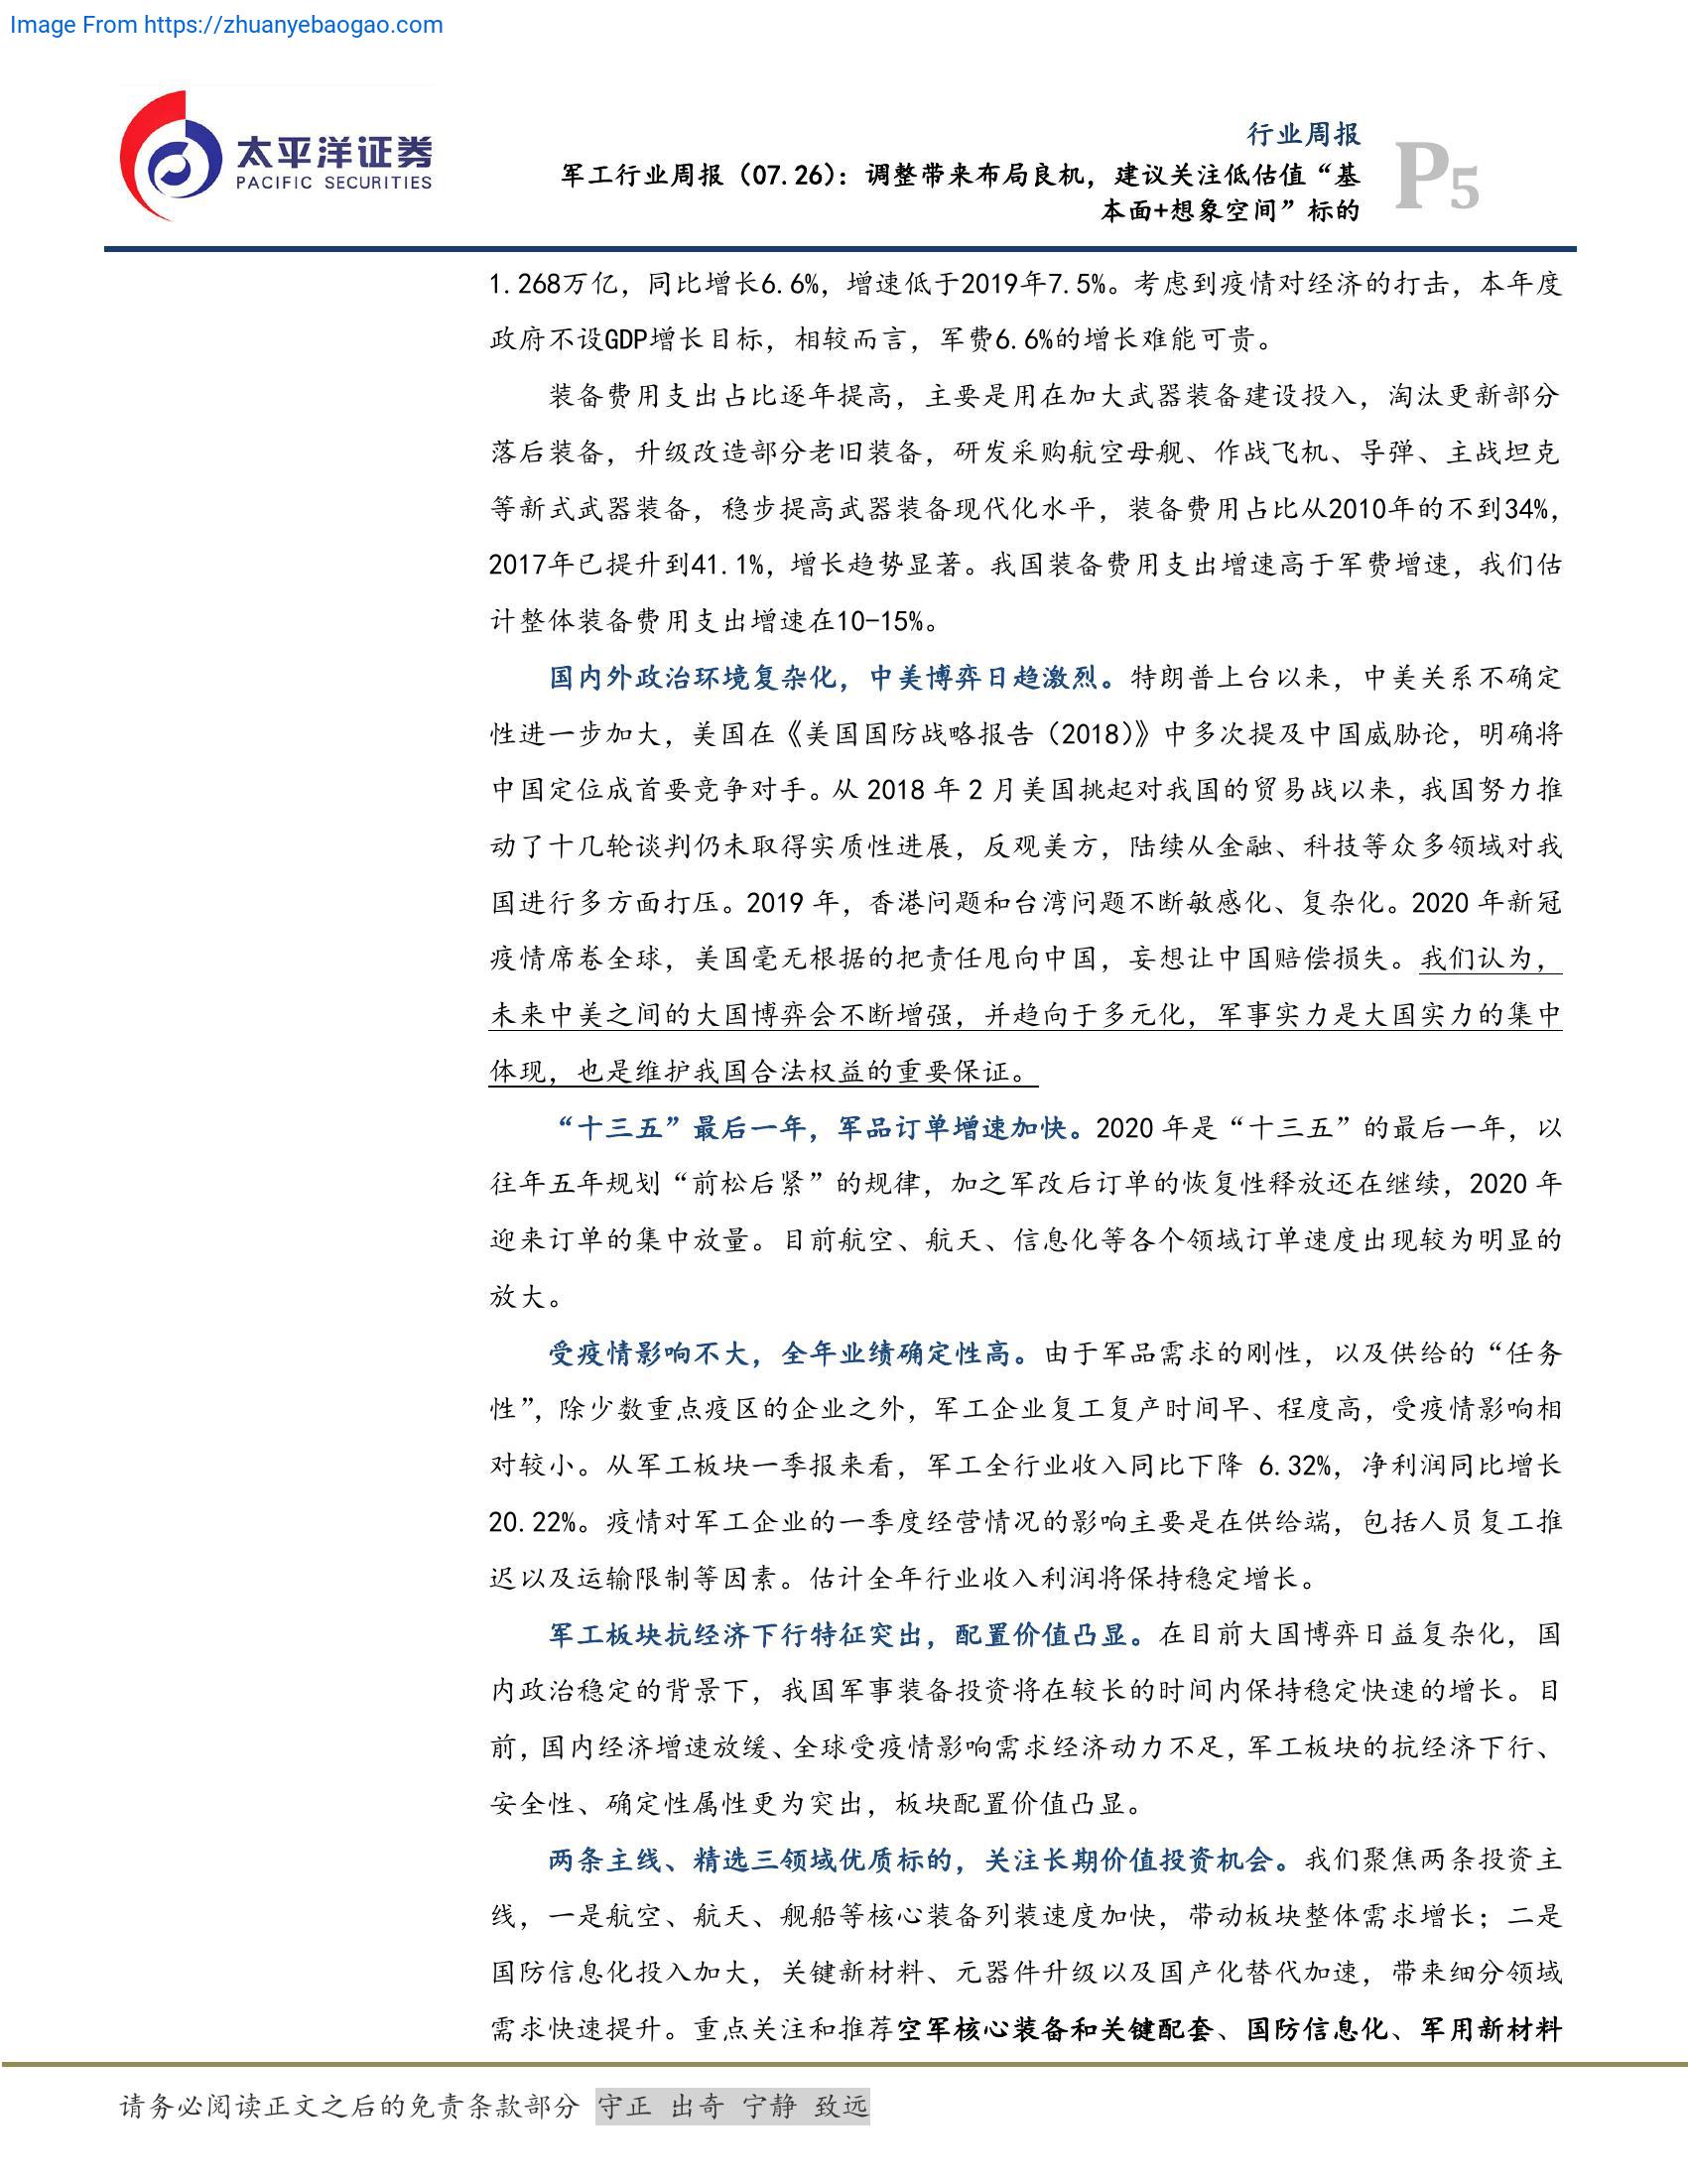 Image From https://zhuanyebaogao.com
太平洋证券
PACIFIC SECURITIES
行业周报
军工行业周报（07.26）：调整带来布局良机，建议关注低估值“基
本面+想象空间”标的
P5
1.268万亿，同比增长6.6%，增速低于2019年7.5%。考虑到疫情对经济的打击，本年度
政府不设GDP增长目标，相较而言，军费6.6%的增长难能可贵。
装备费用支出占比逐年提高，主要是用在加大武器装备建设投入，淘汰更新部分
落后装备，升级改造部分老旧装备，研发采购航空母舰、作战飞机、导弹、主战坦克
等新式武器装备，稳步提高武器装备现代化水平，装备费用占比从2010年的不到34%，
2017年已提升到41.1%，增长趋势显著。我国装备费用支出增速高于军费增速，我们估
计整体装备费用支出增速在10-15%。
国内外政治环境复杂化，中美博弈日趋激烈。特朗普上台以来，中美关系不确定
性进一步加大，美国在《美国国防战略报告（2018）》中多次提及中国威胁论，明确将
中国定位成首要竞争对手。从 2018 年 2 月美国挑起对我国的贸易战以来，我国努力推
动了十几轮谈判仍未取得实质性进展，反观美方，陆续从金融、科技等众多领域对我
国进行多方面打压。2019 年，香港问题和台湾问题不断敏感化、复杂化。2020 年新冠
疫情席卷全球，美国毫无根据的把责任甩向中国，妄想让中国赔偿损失。我们认为，
未来中美之间的大国博弈会不断增强，并趋向于多元化，军事实力是大国实力的集中
体现，也是维护我国合法权益的重要保证。
“十三五”最后一年，军品订单增速加快。2020 年是“十三五”的最后一年，以
往年五年规划“前松后紧”的规律，加之军改后订单的恢复性释放还在继续，2020 年
迎来订单的集中放量。目前航空、航天、信息化等各个领域订单速度出现较为明显的
放大。
受疫情影响不大，全年业绩确定性高。由于军品需求的刚性，以及供给的“任务
性”，除少数重点疫区的企业之外，军工企业复工复产时间早、程度高，受疫情影响相
对较小。从军工板块一季报来看，军工全行业收入同比下降 6.32%，净利润同比增长
20.22%。疫情对军工企业的一季度经营情况的影响主要是在供给端，包括人员复工推
迟以及运输限制等因素。估计全年行业收入利润将保持稳定增长。
军工板块抗经济下行特征突出，配置价值凸显。在目前大国博弈日益复杂化，国
内政治稳定的背景下，我国军事装备投资将在较长的时间内保持稳定快速的增长。目
前，国内经济增速放缓、全球受疫情影响需求经济动力不足，军工板块的抗经济下行、
安全性、确定性属性更为突出，板块配置价值凸显。
两条主线、精选三领域优质标的，关注长期价值投资机会。我们聚焦两条投资主
线，一是航空、航天、舰船等核心装备列装速度加快，带动板块整体需求增长；二是
国防信息化投入加大，关键新材料、元器件升级以及国产化替代加速，带来细分领域
需求快速提升。重点关注和推荐空军核心装备和关键配套、国防信息化、军用新材料
请务必阅读正文之后的免责条款部分 守正 出奇 宁静 致远